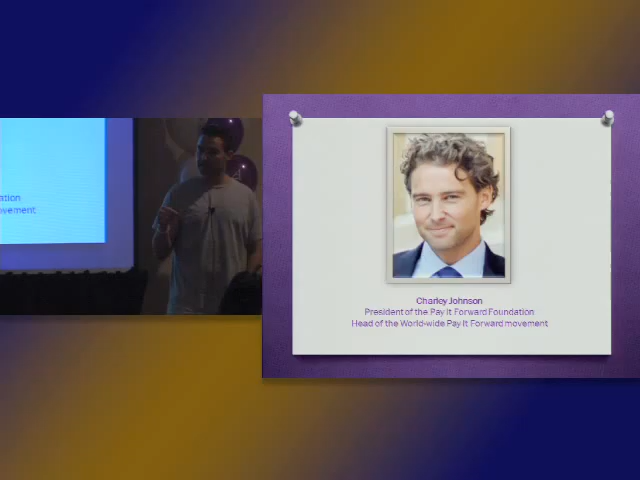 ation
ovement
Charley Johnson
President of the Pay It Forward Foundation
Head of the World-wide Pay It Forward movement